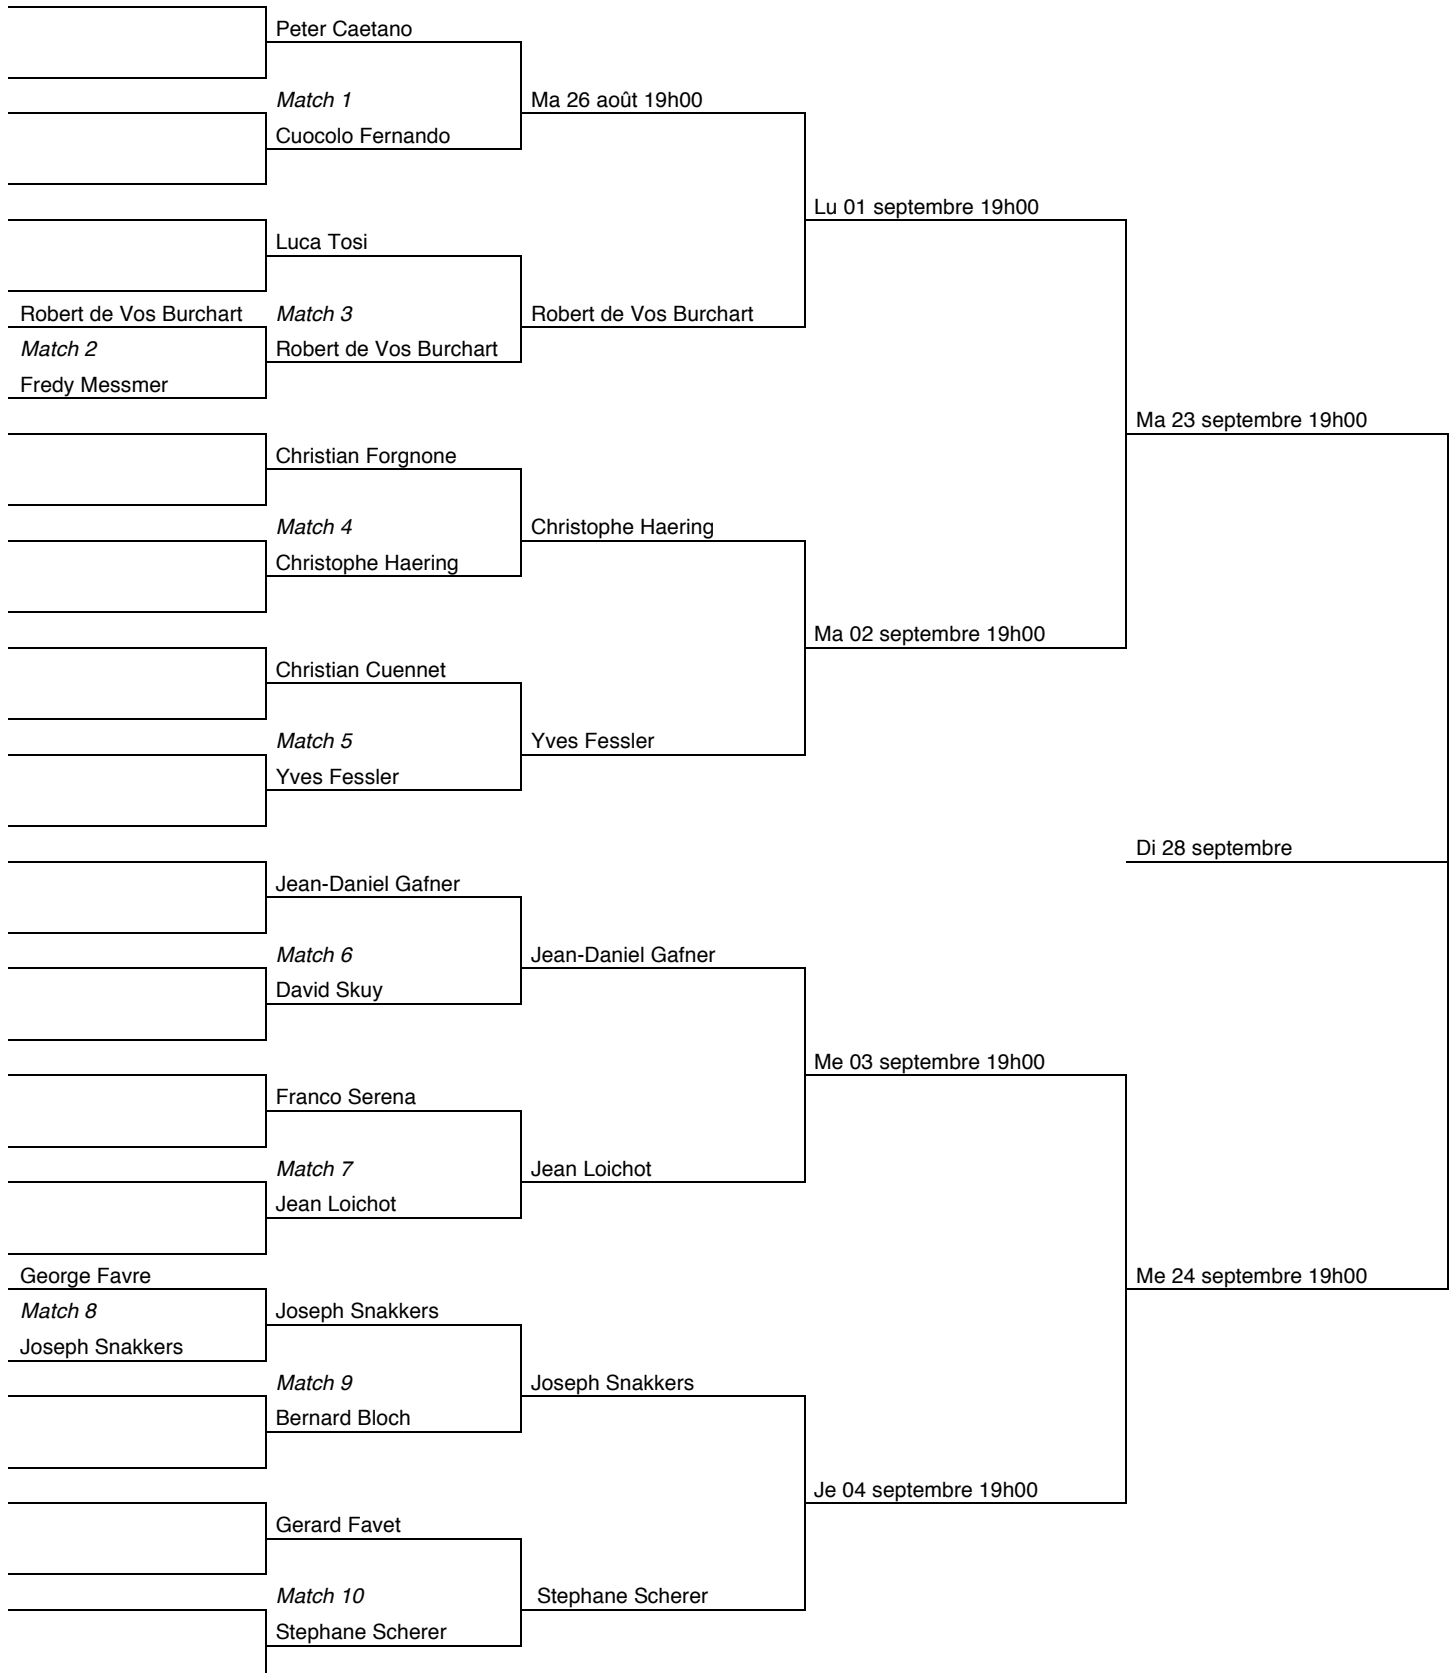 Peter Caetano
Match 1
Ma 26 août 19h00
Cuocolo Fernando
Lu 01 septembre 19h00
Luca Tosi
Robert de Vos Burchart
Match 3
Robert de Vos Burchart
Match 2
Robert de Vos Burchart
Fredy Messmer
Ma 23 septembre 19h00
Christian Forgnone
Match 4
Christophe Haering
Christophe Haering
Ma 02 septembre 19h00
Christian Cuennet
Match 5
Yves Fessler
Yves Fessler
Di 28 septembre
Jean-Daniel Gafner
Match 6
Jean-Daniel Gafner
David Skuy
Me 03 septembre 19h00
Franco Serena
Match 7
Jean Loichot
Jean Loichot
George Favre
Me 24 septembre 19h00
Match 8
Joseph Snakkers
Joseph Snakkers
Match 9
Joseph Snakkers
Bernard Bloch
Je 04 septembre 19h00
Gerard Favet
Match 10
Stephane Scherer
Stephane Scherer